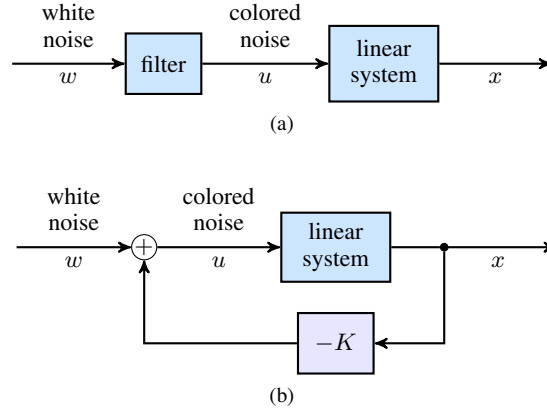 white colored
noise noise linear
filter system
w u x
(a)
white colored
noise noise linear
system
w + u x
−K
(b)